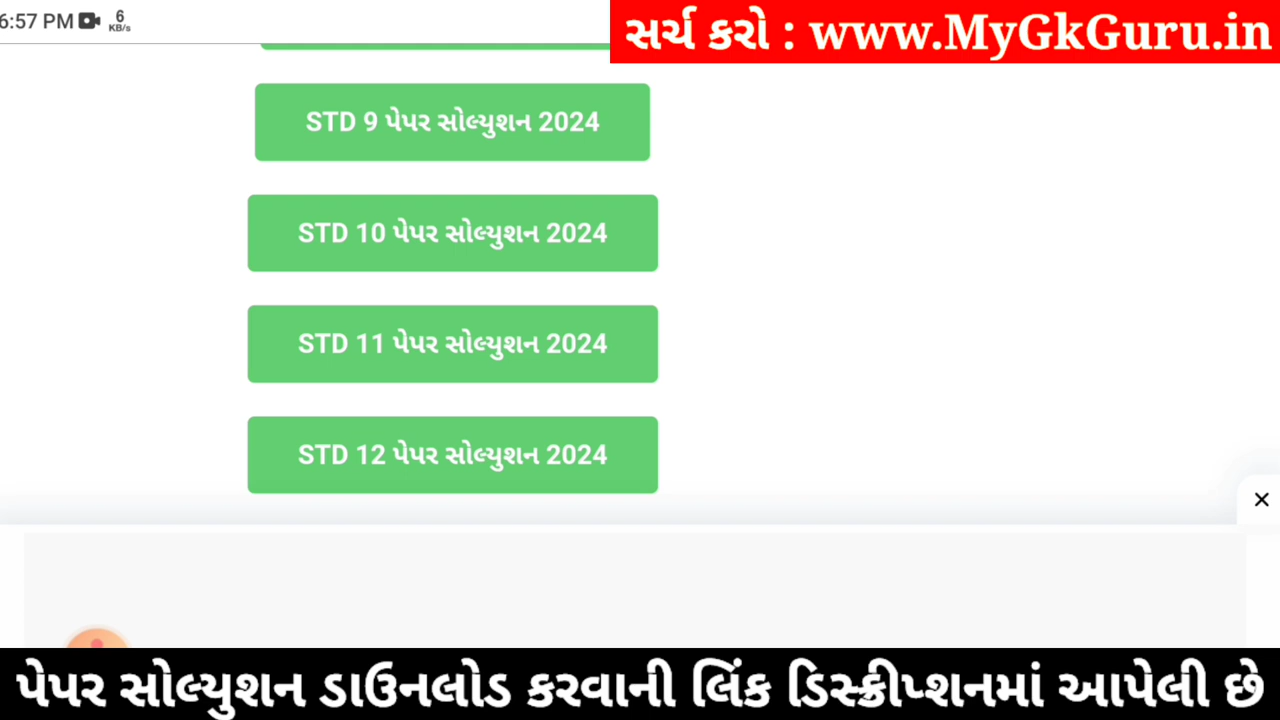 6:57 PM 6 KB/s
સર્ચ કરો : www.MyGkGuru.in
STD 9 પેપર સોલ્યુશન 2024
STD 10 પેપર સોલ્યુશન 2024
STD 11 પેપર સોલ્યુશન 2024
STD 12 પેપર સોલ્યુશન 2024
પેપર સોલ્યુશન ડાઉનલોડ કરવાની લિંક ડિસ્ક્રીપ્શનમાં આપેલી છે